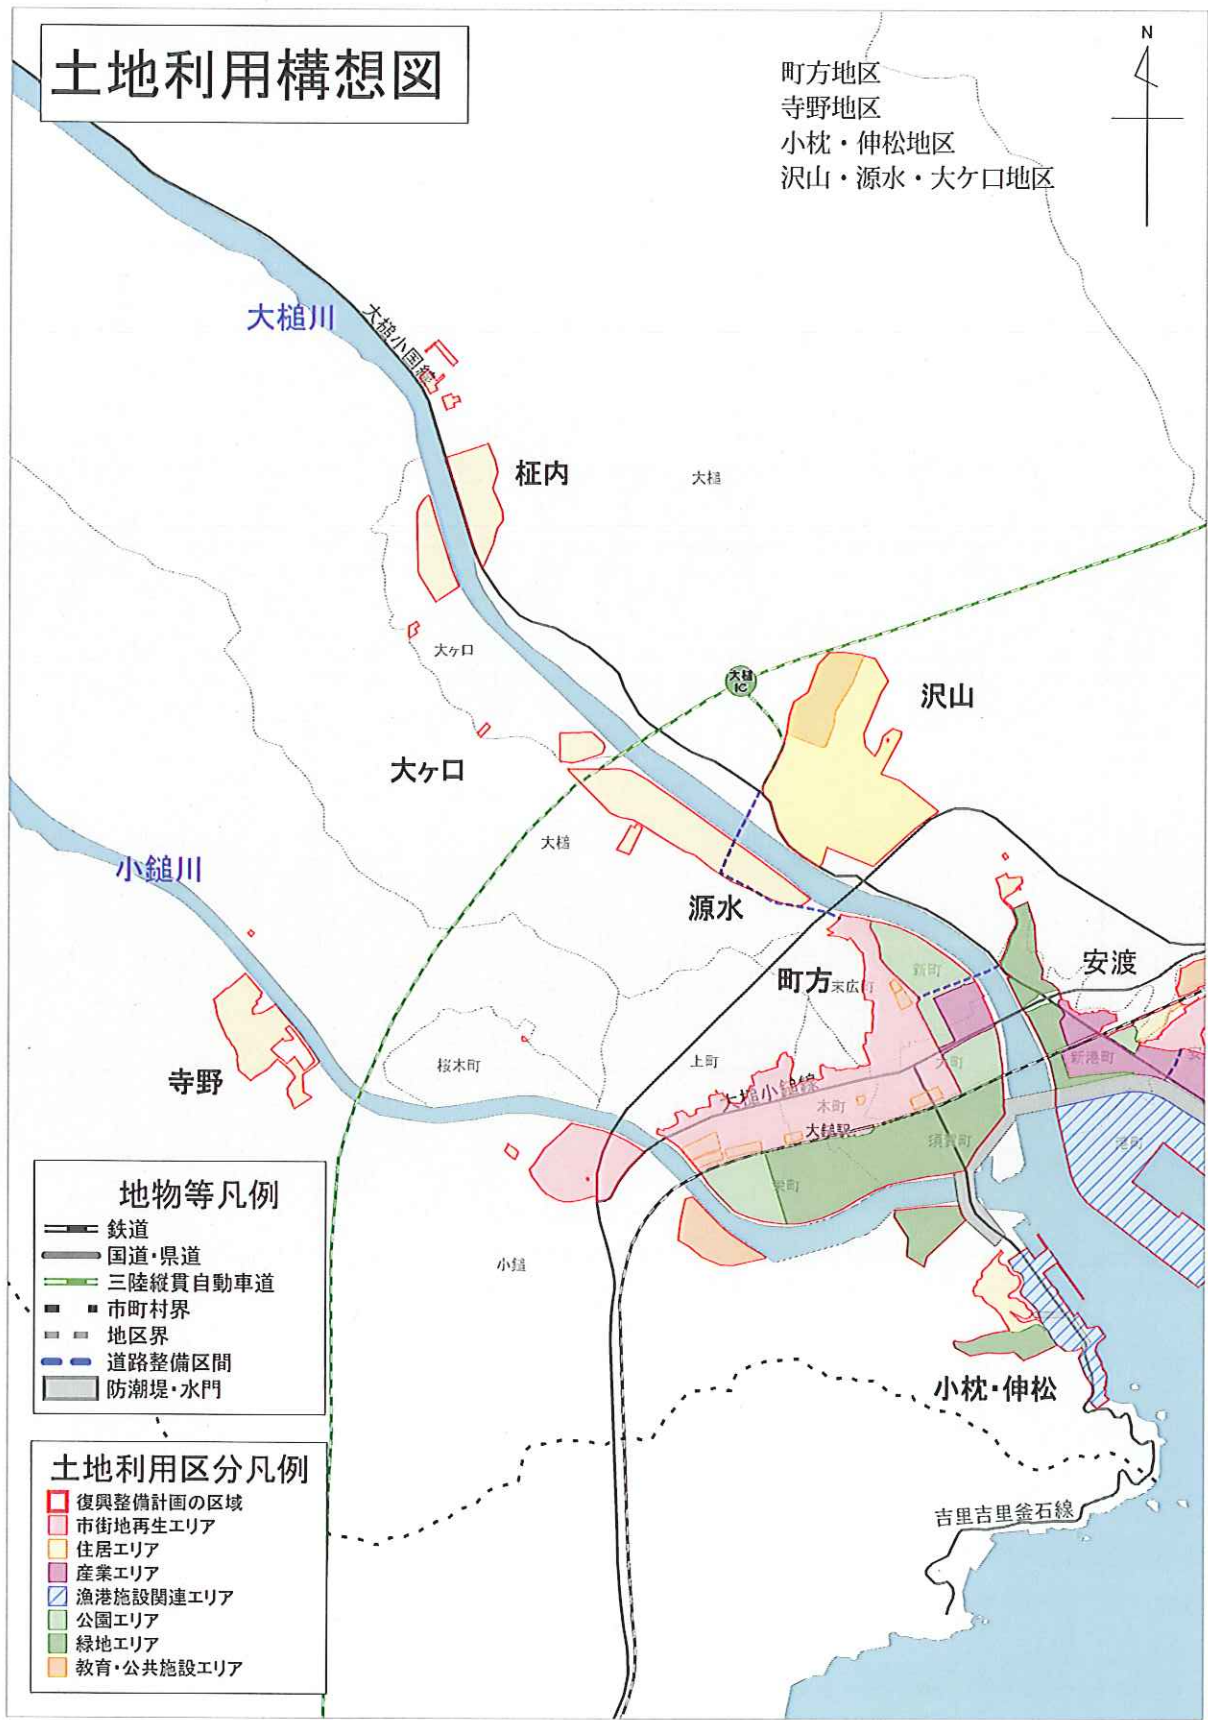 土地利用構想図
町方地区
寺野地区
小枕・伸松地区
沢山・源水・大ケ口地区
N
大槌川
大槌小国線
柾内
大槌
大ヶ口
大槌
IC
沢山
大ヶ口
大槌
小鎚川
源水
安渡
町方
新町
末広町
寺野
桜木町
上町
大町
新港町
安
大槌小鎚線
本町
大槌駅
須賀町
港町
栄町
小鎚
小枕・伸松
吉里吉里釜石線
地物等凡例
鉄道
国道・県道
三陸縦貫自動車道
市町村界
地区界
道路整備区間
防潮堤・水門
土地利用区分凡例
復興整備計画の区域
市街地再生エリア
住居エリア
産業エリア
漁港施設関連エリア
公園エリア
緑地エリア
教育・公共施設エリア